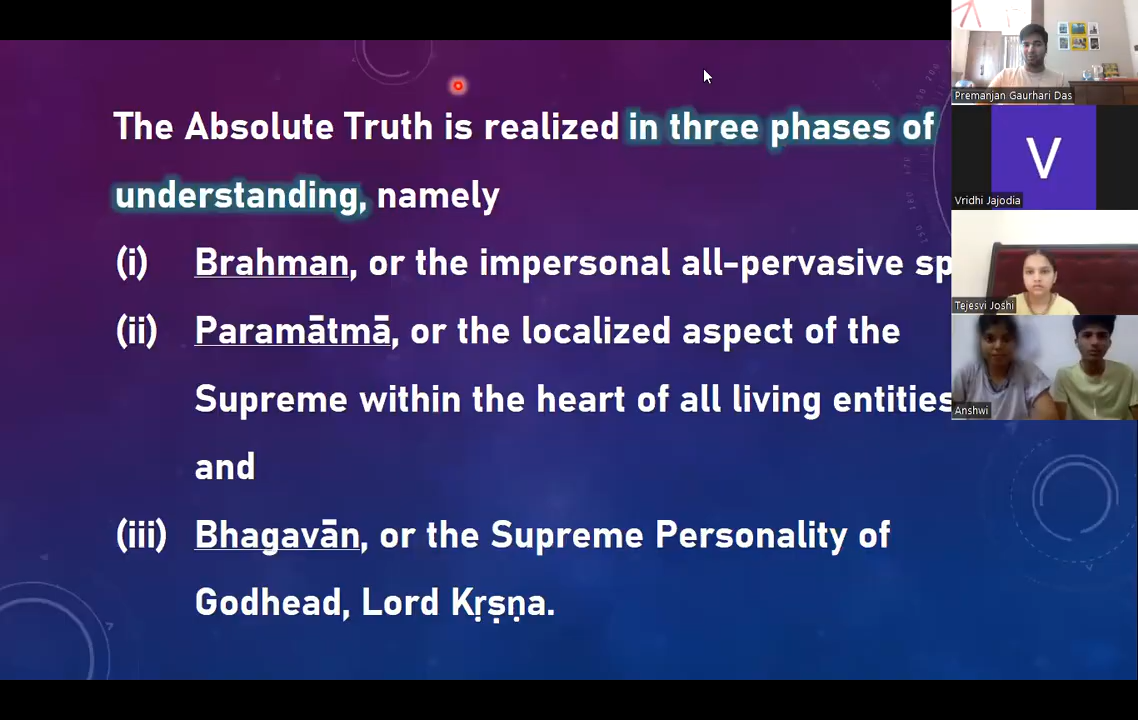 The Absolute Truth is realized in three phases of
understanding, namely
(i) Brahman, or the impersonal all-pervasive sp
(ii) Paramātmā, or the localized aspect of the
Supreme within the heart of all living entities
and
(iii) Bhagavān, or the Supreme Personality of
Godhead, Lord Kṛṣṇa.
Premanjan Gaurhari Das
V
Vridhi Jajodia
Tejesvi Joshi
Anshwi